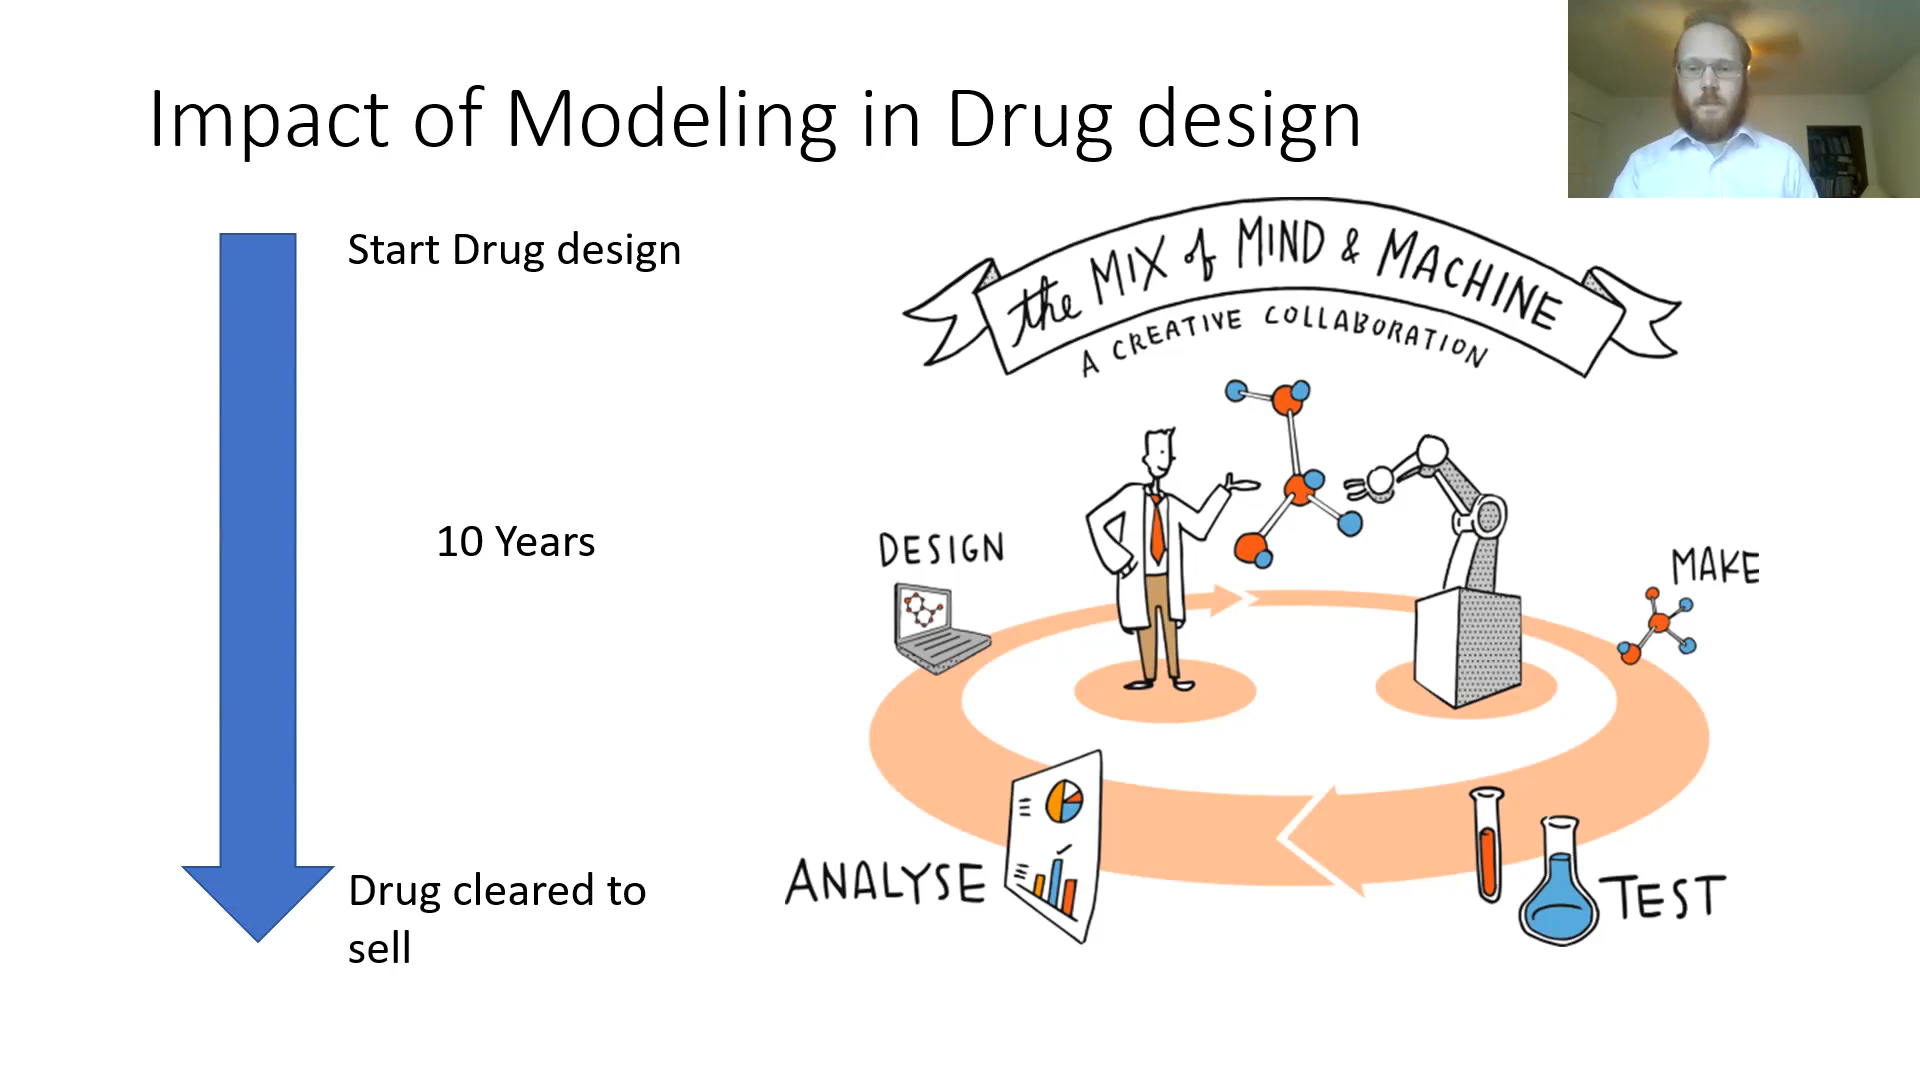 Impact of Modeling in Drug design
Start Drug design
10 Years
Drug cleared to
sell
the MIX of MIND & MACHINE
A CREATIVE COLLABORATION
DESIGN
MAKE
ANALYSE
TEST